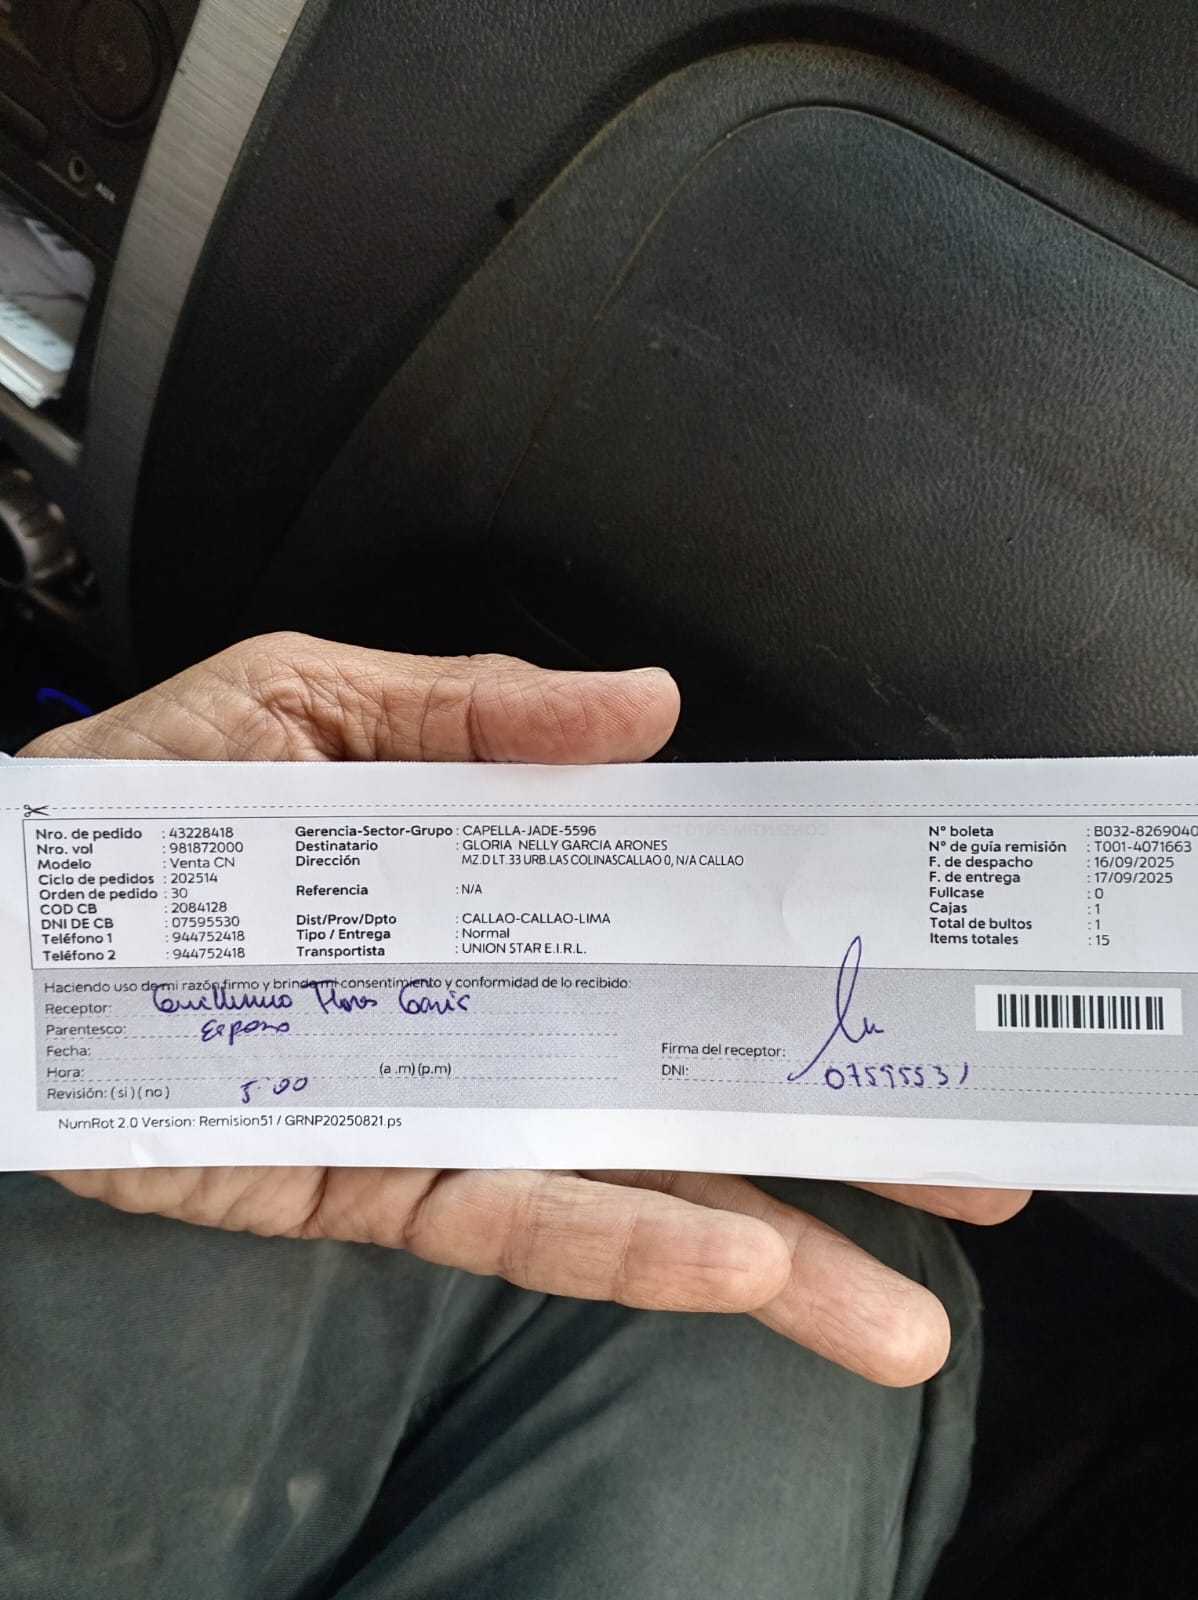 AUX
Nro. de pedido : 43228418
Nro. vol : 981872000
Modelo : Venta CN
Ciclo de pedidos : 202514
Orden de pedido : 30
COD CB : 2084128
DNI DE CB : 07595530
Teléfono 1 : 944752418
Teléfono 2 : 944752418
Gerencia-Sector-Grupo : CAPELLA-JADE-5596
Destinatario : GLORIA NELLY GARCIA ARONES
Dirección MZ.D LT.33 URB.LAS COLINASCALLAO 0, N/A CALLAO
Referencia : N/A
Dist/Prov/Dpto : CALLAO-CALLAO-LIMA
Tipo / Entrega : Normal
Transportista : UNION STAR E.I.R.L.
N° boleta : B032-8269040
N° de guía remisión : T001-4071663
F. de despacho : 16/09/2025
F. de entrega : 17/09/2025
Fullcase : 0
Cajas : 1
Total de bultos : 1
Items totales : 15
Haciendo uso de mi razón firmo y brindo mi consentimiento y conformidad de lo recibido:
Receptor: Guillermo Flores
Parentesco: Esposo
Fecha:
Hora: (a .m) (p.m)
Revisión: ( si ) ( no ) 5:00
Firma del receptor:
DNI: 07595531
NumRot 2.0 Version: Remision51 / GRNP20250821.ps